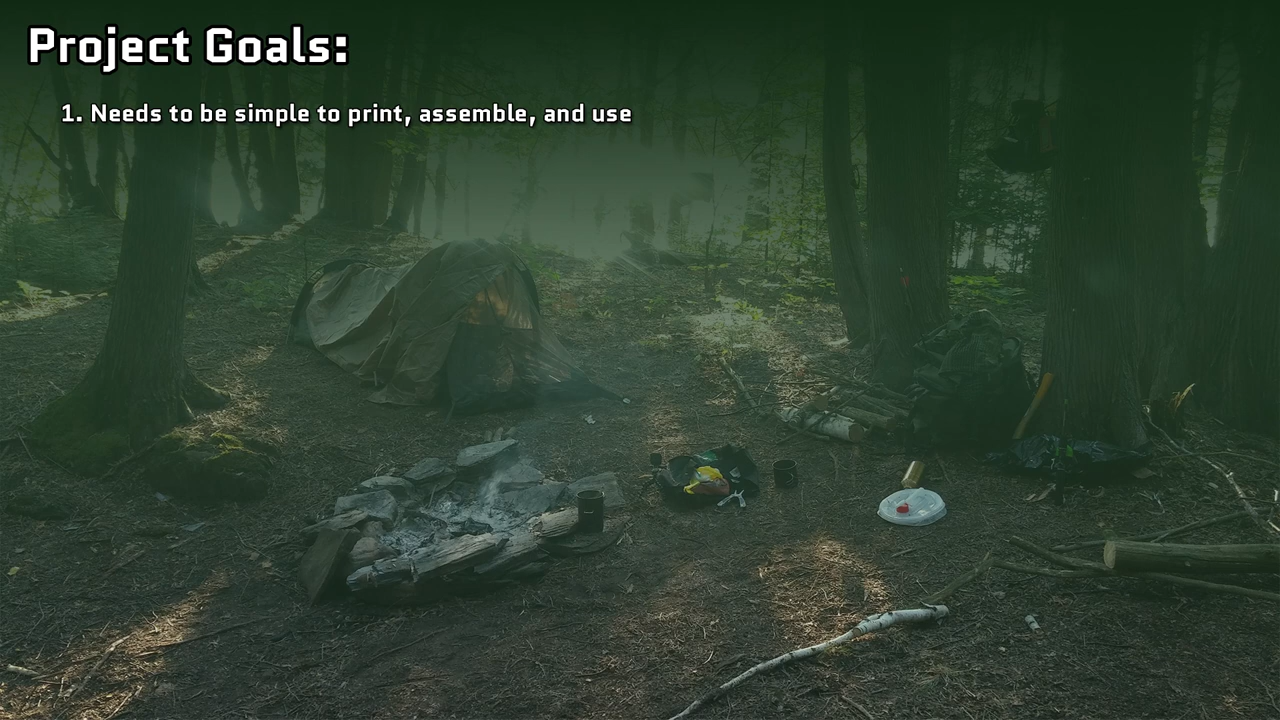 Project Goals:
1. Needs to be simple to print, assemble, and use